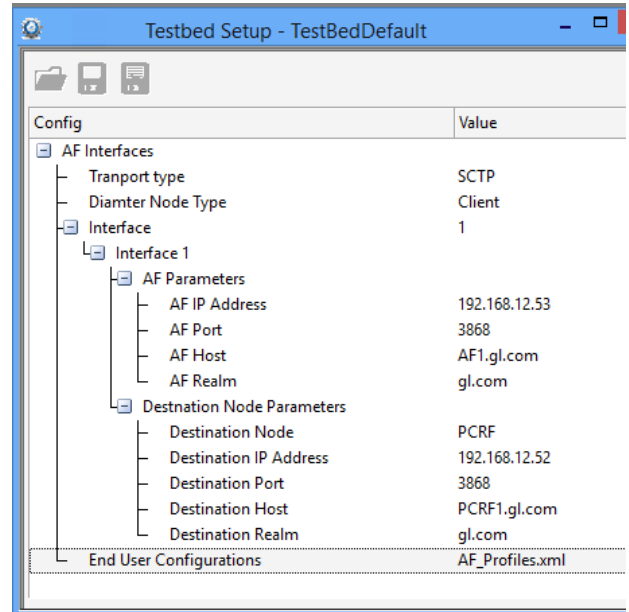 Testbed Setup - TestBedDefault
Config Value
AF Interfaces
Tranport type SCTP
Diamter Node Type Client
Interface 1
Interface 1
AF Parameters
AF IP Address 192.168.12.53
AF Port 3868
AF Host AF1.gl.com
AF Realm gl.com
Destnation Node Parameters
Destination Node PCRF
Destination IP Address 192.168.12.52
Destination Port 3868
Destination Host PCRF1.gl.com
Destination Realm gl.com
End User Configurations AF_Profiles.xml